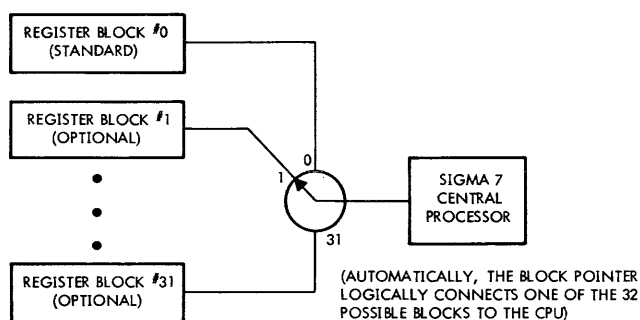 REGISTER BLOCK #0
(STANDARD)
REGISTER BLOCK #1
(OPTIONAL)
0
1
31
SIGMA 7
CENTRAL
PROCESSOR
REGISTER BLOCK #31
(OPTIONAL)
(AUTOMATICALLY, THE BLOCK POINTER
LOGICALLY CONNECTS ONE OF THE 32
POSSIBLE BLOCKS TO THE CPU)